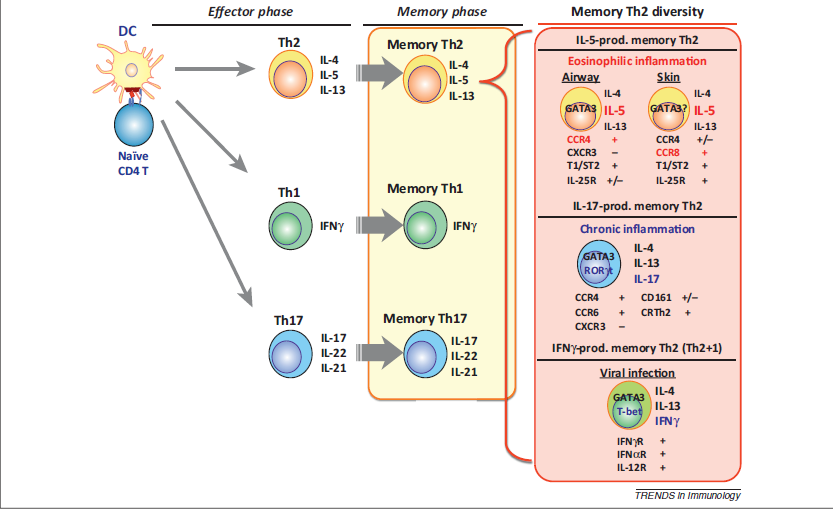 Effector phase
Memory phase
Memory Th2 diversity
DC
Naïve
CD4 T
Th2
IL-4
IL-5
IL-13
Memory Th2
IL-4
IL-5
IL-13
Th1
IFNγ
Memory Th1
IFNγ
Th17
IL-17
IL-22
IL-21
Memory Th17
IL-17
IL-22
IL-21
IL-5-prod. memory Th2
Eosinophilic inflammation
Airway
GATA3
IL-4
IL-5
IL-13
CCR4 +
CXCR3 –
T1/ST2 +
IL-25R +/–
Skin
GATA3?
IL-4
IL-5
IL-13
CCR4 +/–
CCR8 +
T1/ST2 +
IL-25R +
IL-17-prod. memory Th2
Chronic inflammation
GATA3
RORγt
IL-4
IL-13
IL-17
CCR4 + CD161 +/–
CCR6 + CRTh2 +
CXCR3 –
IFNγ-prod. memory Th2 (Th2+1)
Viral infection
GATA3
T-bet
IL-4
IL-13
IFNγ
IFNγR +
IFNαR +
IL-12R +
TRENDS in Immunology